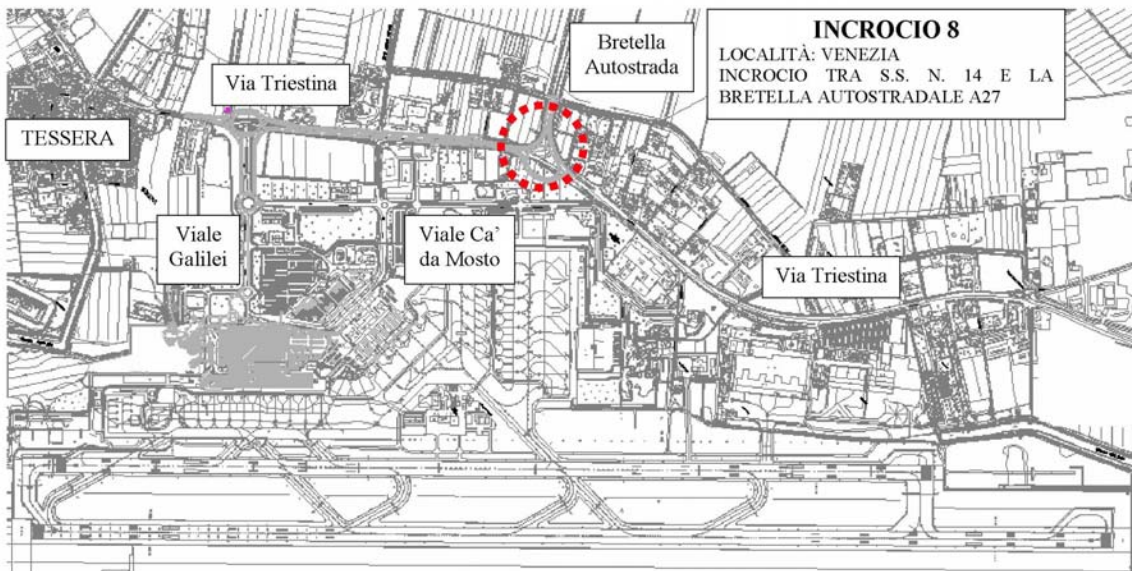 INCROCIO 8
LOCALITÀ: VENEZIA
INCROCIO TRA S.S. N. 14 E LA
BRETELLA AUTOSTRADALE A27
Bretella
Autostrada
Via Triestina
TESSERA
Viale
Galilei
Viale Ca’
da Mosto
Via Triestina